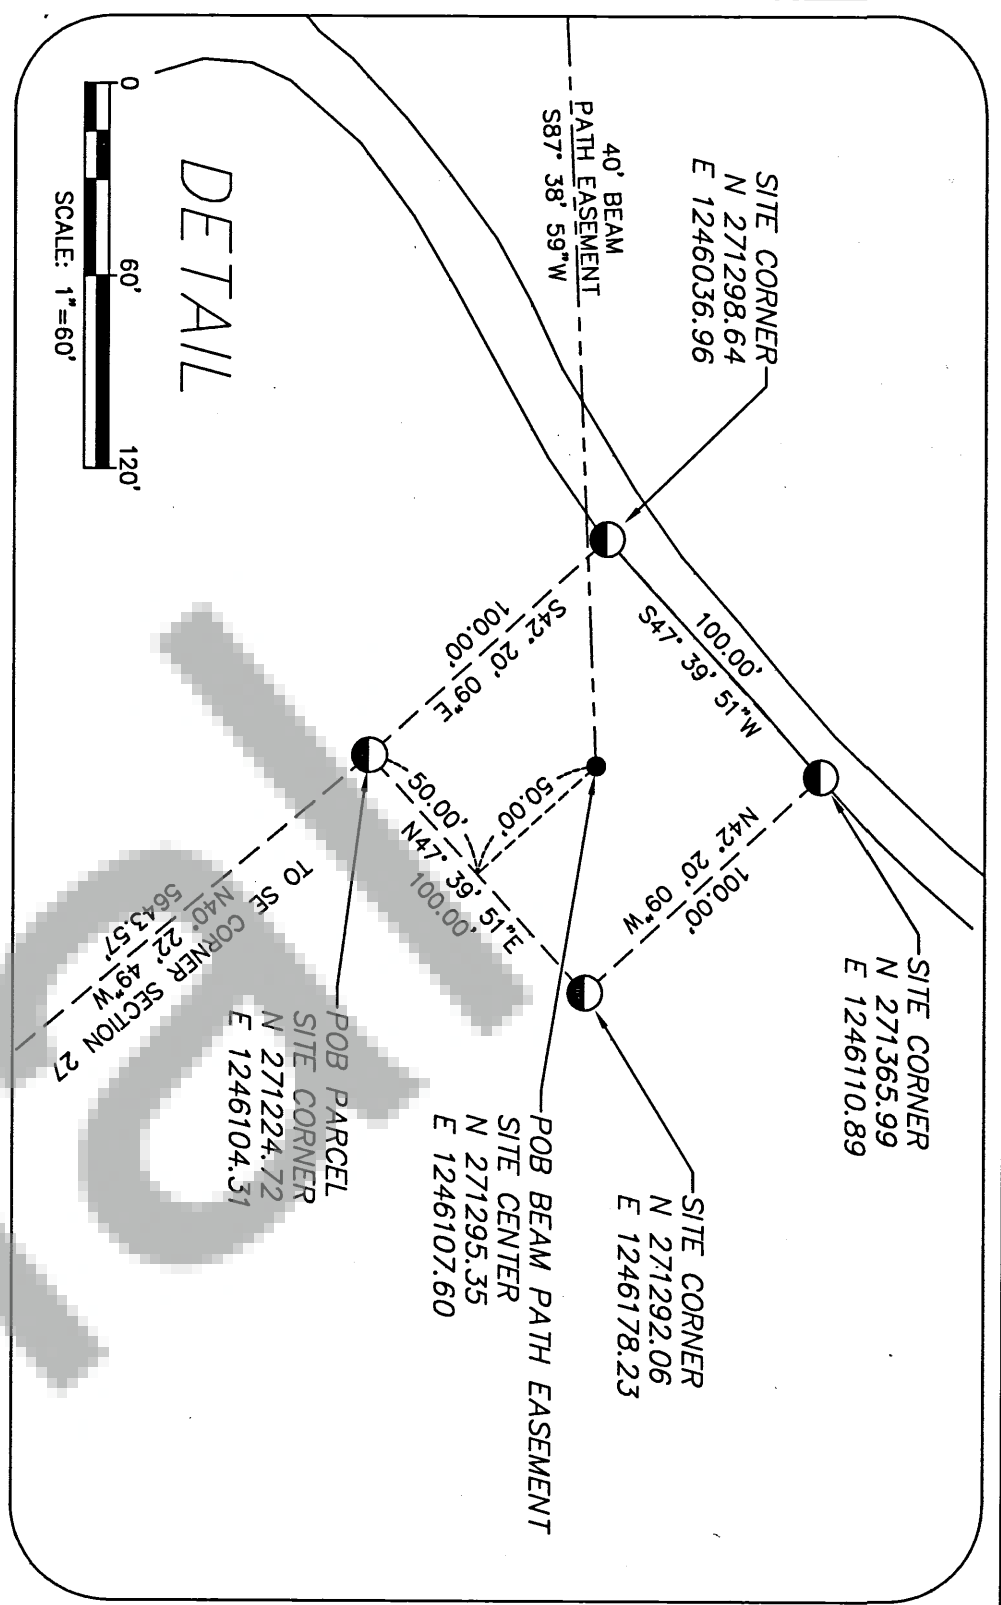 SITE CORNER
N 271365.99
E 1246110.89
SITE CORNER
N 271298.64
E 1246036.96
SITE CORNER
N 271292.06
E 1246178.23
40' BEAM
PATH EASEMENT
S87° 38' 59"W
100.00'
S47° 39' 51"W
N42° 20' 09"W
100.00'
S42° 20' 09"E
100.00'
50.00'
50.00'
N47° 39' 51"E
100.00'
POB BEAM PATH EASEMENT
SITE CENTER
N 271295.35
E 1246107.60
POB PARCEL
SITE CORNER
N 271224.72
E 1246104.31
TO SE CORNER SECTION 27
N40° 22' 49"W
5643.57'
DETAIL
0 60' 120'
SCALE: 1"=60'